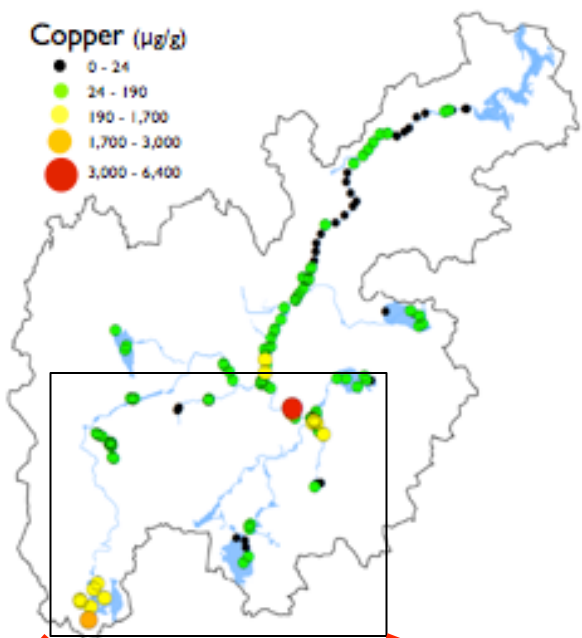 Copper (µg/g)
0 - 24
24 - 190
190 - 1,700
1,700 - 3,000
3,000 - 6,400